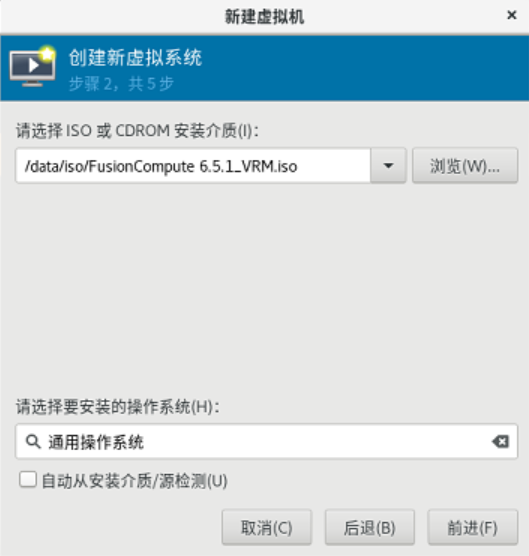 新建虚拟机
创建新虚拟系统
步骤 2，共 5 步
请选择 ISO 或 CDROM 安装介质(I)：
/data/iso/FusionCompute 6.5.1_VRM.iso
浏览(W)...
请选择要安装的操作系统(H)：
通用操作系统
自动从安装介质/源检测(U)
取消(C) 后退(B) 前进(F)